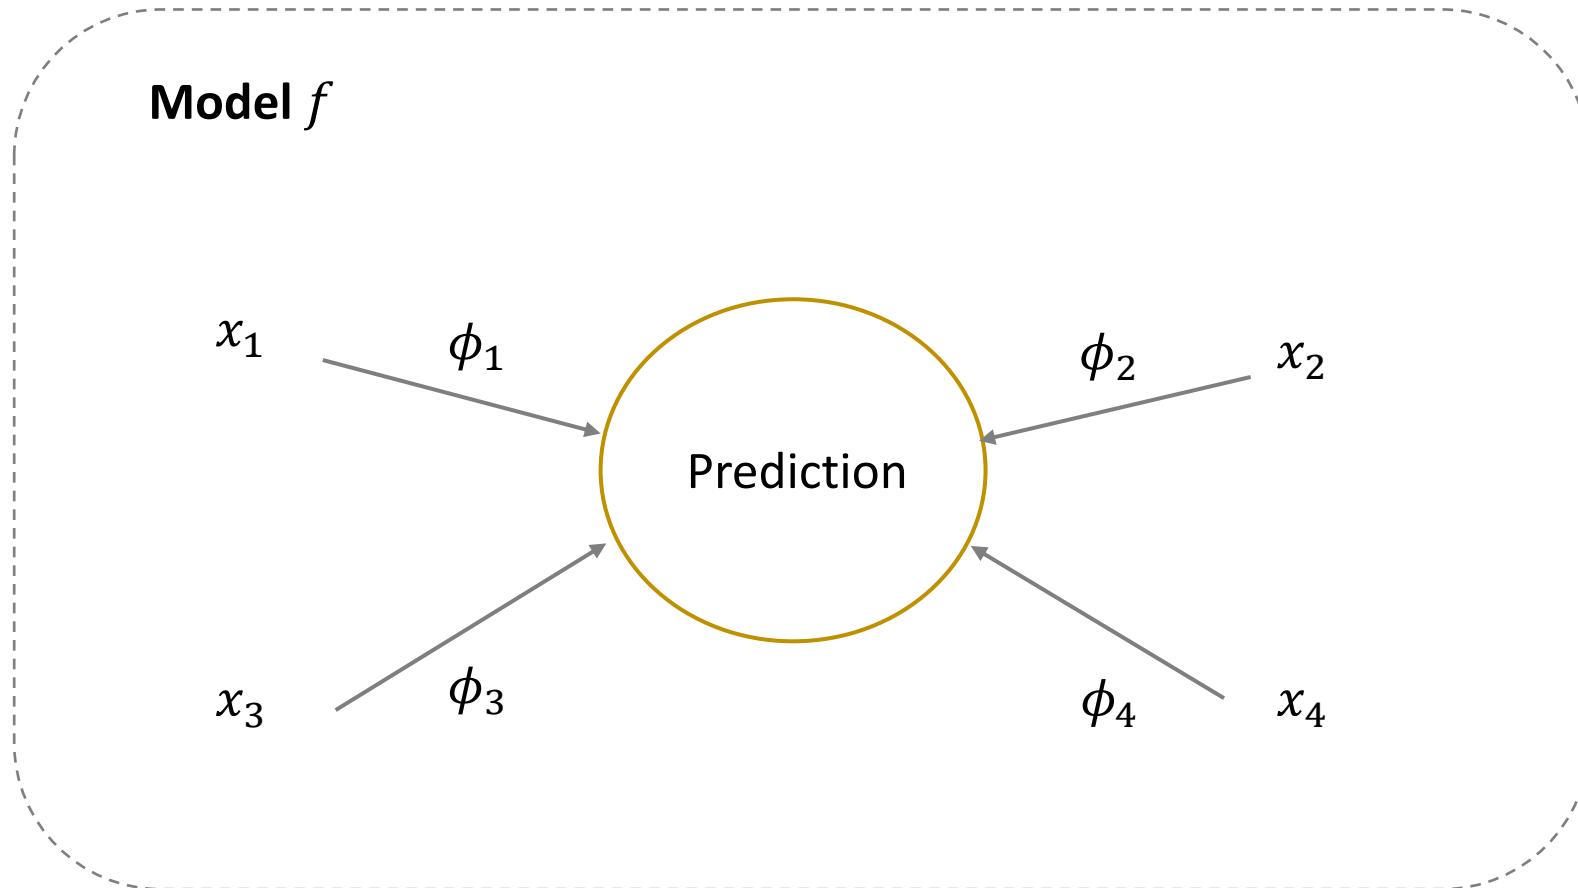 Model 𝑓
𝑥₁
𝜙₁
𝜙₂
𝑥₂
Prediction
𝑥₃
𝜙₃
𝜙₄
𝑥₄